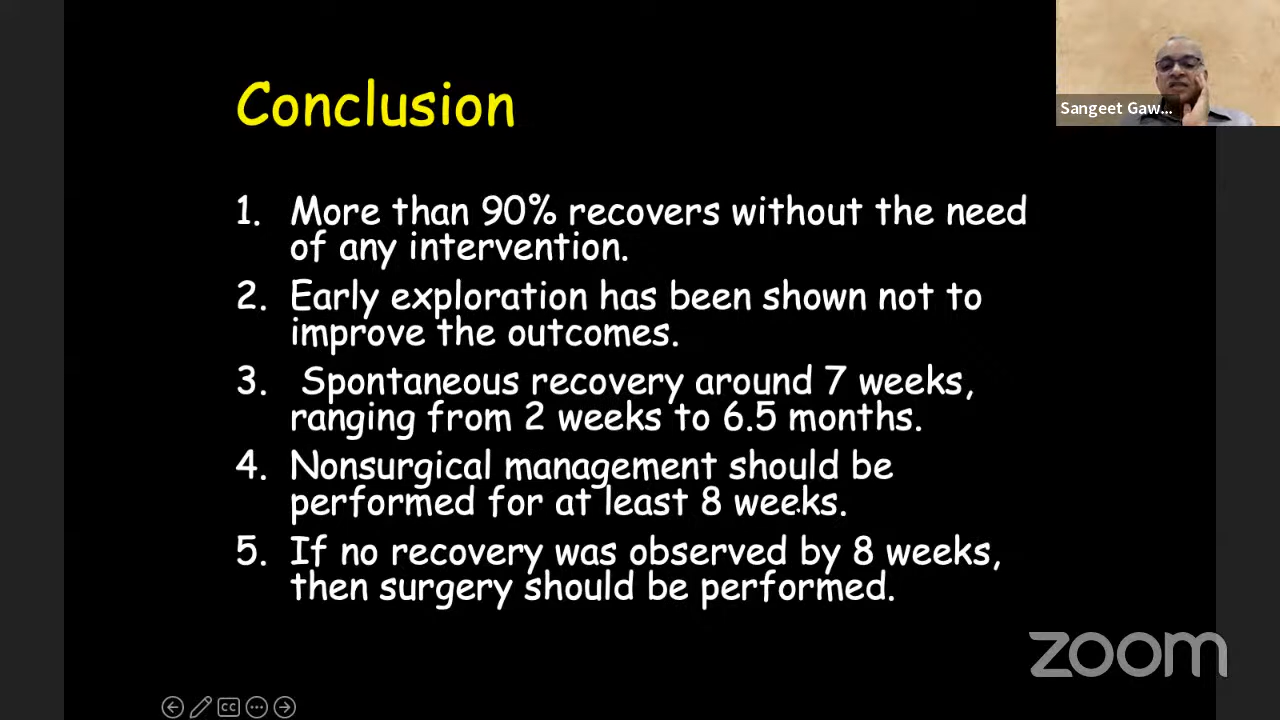 Conclusion
Sangeet Gaw...
1. More than 90% recovers without the need
of any intervention.
2. Early exploration has been shown not to
improve the outcomes.
3. Spontaneous recovery around 7 weeks,
ranging from 2 weeks to 6.5 months.
4. Nonsurgical management should be
performed for at least 8 weeks.
5. If no recovery was observed by 8 weeks,
then surgery should be performed.
zoom
CC